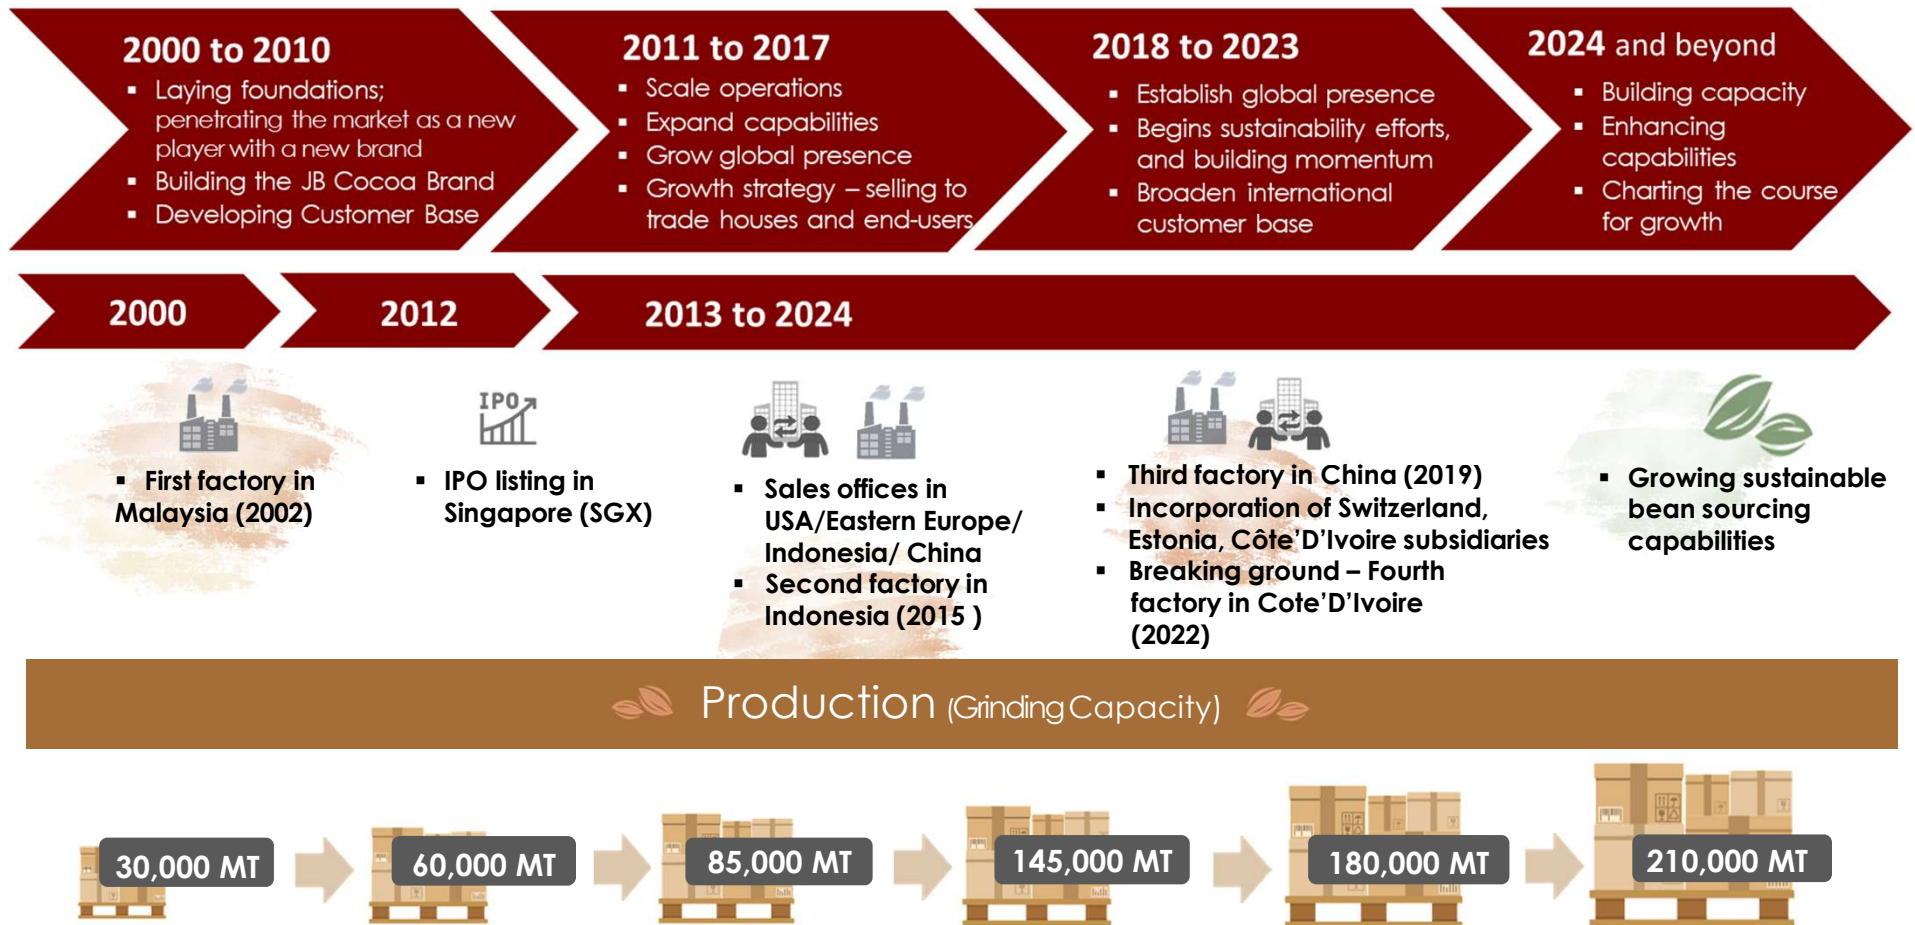 2000 to 2010
▪ Laying foundations;
penetrating the market as a new
player with a new brand
▪ Building the JB Cocoa Brand
▪ Developing Customer Base
2011 to 2017
▪ Scale operations
▪ Expand capabilities
▪ Grow global presence
▪ Growth strategy – selling to
trade houses and end-users
2018 to 2023
▪ Establish global presence
▪ Begins sustainability efforts,
and building momentum
▪ Broaden international
customer base
2024 and beyond
▪ Building capacity
▪ Enhancing
capabilities
▪ Charting the course
for growth
2000
2012
2013 to 2024
▪ First factory in
Malaysia (2002)
IPO
▪ IPO listing in
Singapore (SGX)
▪ Sales offices in
USA/Eastern Europe/
Indonesia/ China
▪ Second factory in
Indonesia (2015 )
▪ Third factory in China (2019)
▪ Incorporation of Switzerland,
Estonia, Côte’D’Ivoire subsidiaries
▪ Breaking ground – Fourth
factory in Cote’D’Ivoire
(2022)
▪ Growing sustainable
bean sourcing
capabilities
Production (Grinding Capacity)
30,000 MT
60,000 MT
85,000 MT
145,000 MT
180,000 MT
210,000 MT